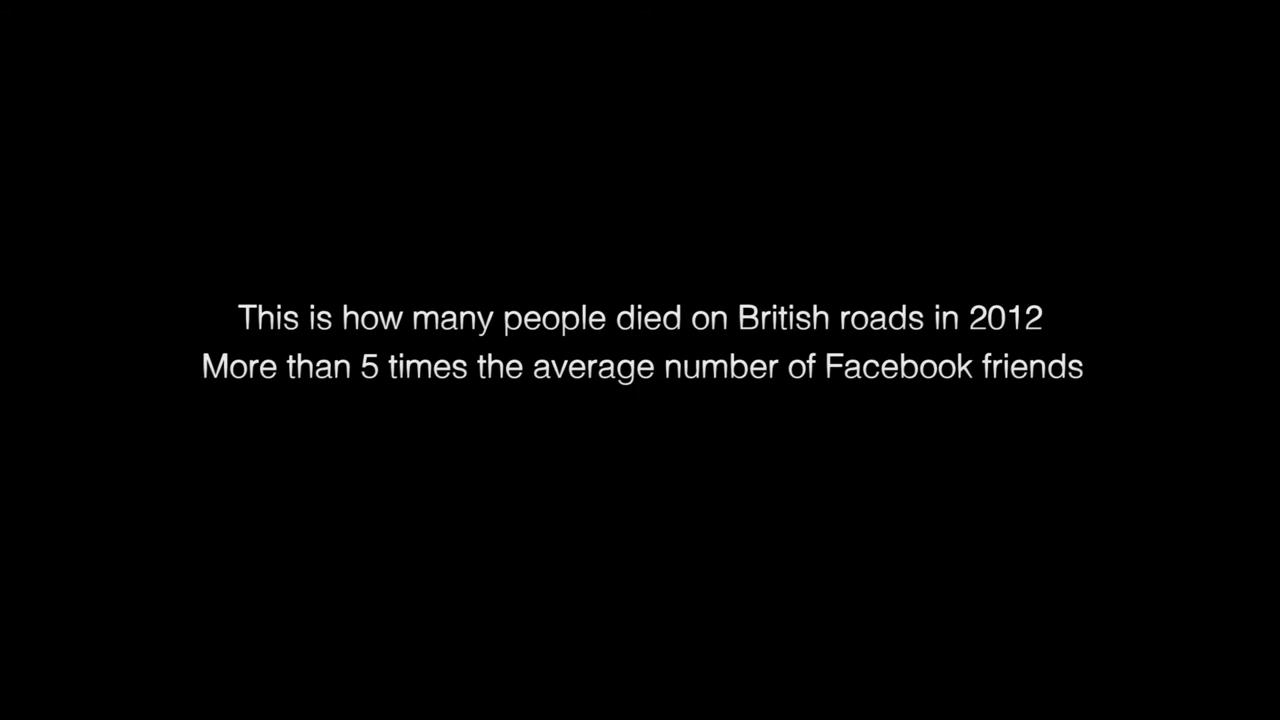 This is how many people died on British roads in 2012
More than 5 times the average number of Facebook friends